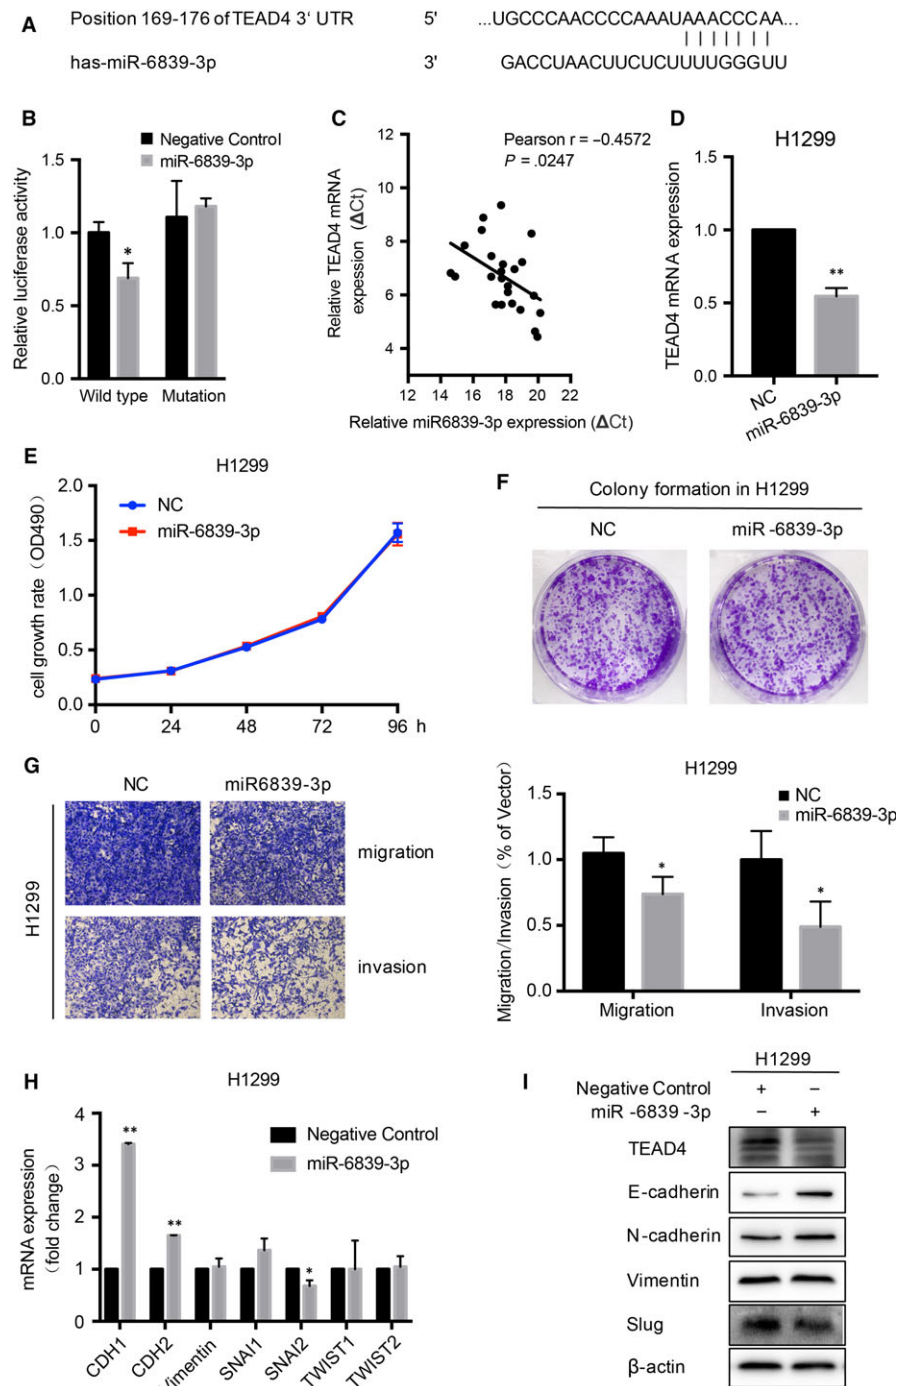 A
Position 169-176 of TEAD4 3‘ UTR 5' ...UGCCCAACCCCAAAUAAACCCAA...
has-miR-6839-3p 3' GACCUAACUUCUCUUUUGGGUU
B
Negative Control
miR-6839-3p
Relative luciferase activity
1.5
1.0
0.5
0.0
*
Wild type Mutation
C
Pearson r = –0.4572
P = .0247
Relative TEAD4 mRNA
expession (ΔCt)
12
10
8
6
4
12 14 16 18 20 22
Relative miR6839-3p expression (ΔCt)
D
H1299
TEAD4 mRNA expression
1.5
1.0
0.5
0.0
**
NC
miR-6839-3p
E
H1299
NC
miR-6839-3p
cell growth rate (OD490)
2.0
1.5
1.0
0.5
0.0
0 24 48 72 96 h
F
Colony formation in H1299
NC miR -6839-3p
G
NC miR6839-3p
H1299
migration
invasion
H1299
NC
miR-6839-3p
Migration/Invasion (% of Vector)
1.5
1.0
0.5
0.0
*
*
Migration Invasion
H
H1299
Negative Control
miR-6839-3p
mRNA expression
(fold change)
4
3
2
1
0
**
**
*
CDH1 CDH2 Vimentin SNAI1 SNAI2 TWIST1 TWIST2
I
H1299
Negative Control + –
miR -6839 -3p – +
TEAD4
E-cadherin
N-cadherin
Vimentin
Slug
β-actin